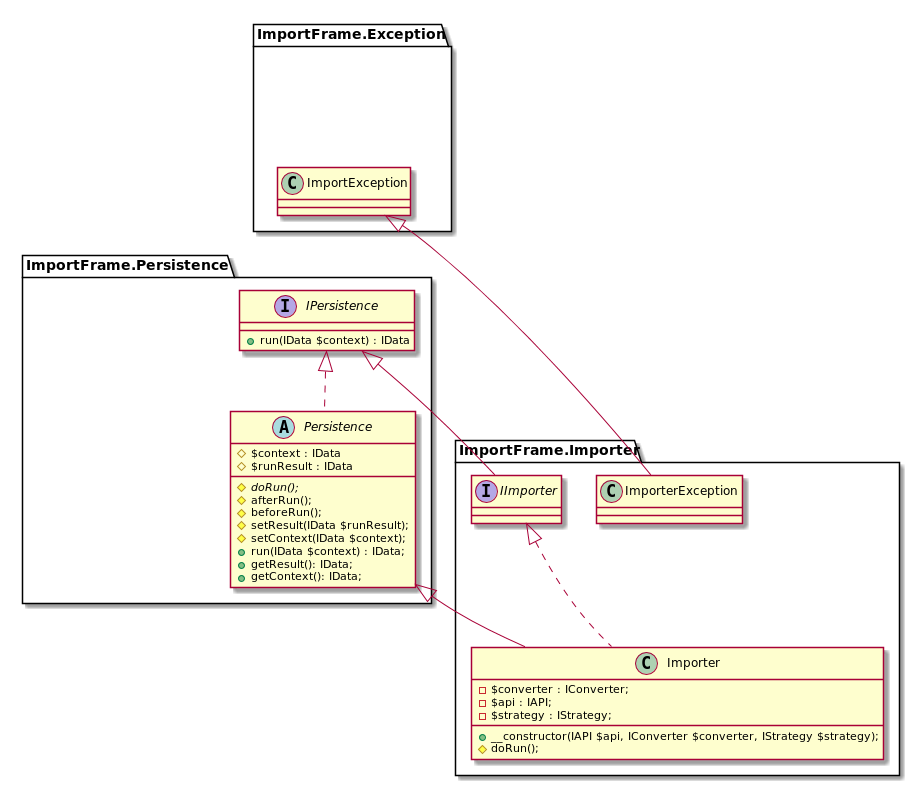 ImportFrame.Exception
C ImportException
ImportFrame.Persistence
I IPersistence
run(IData $context) : IData
A Persistence
$context : IData
$runResult : IData
doRun();
afterRun();
beforeRun();
setResult(IData $runResult);
setContext(IData $context);
run(IData $context) : IData;
getResult(): IData;
getContext(): IData;
ImportFrame.Importer
I IImporter
C ImporterException
C Importer
$converter : IConverter;
$api : IAPI;
$strategy : IStrategy;
__constructor(IAPI $api, IConverter $converter, IStrategy $strategy);
doRun();